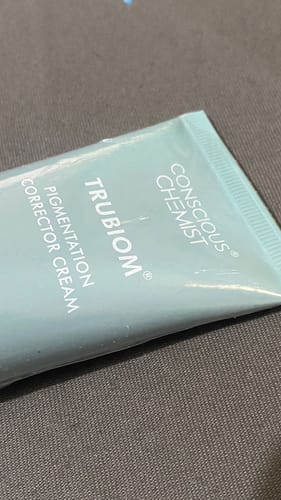 CONSCIOUS®
CHEMIST
TRUBIOM®
PIGMENTATION
CORRECTOR CREAM